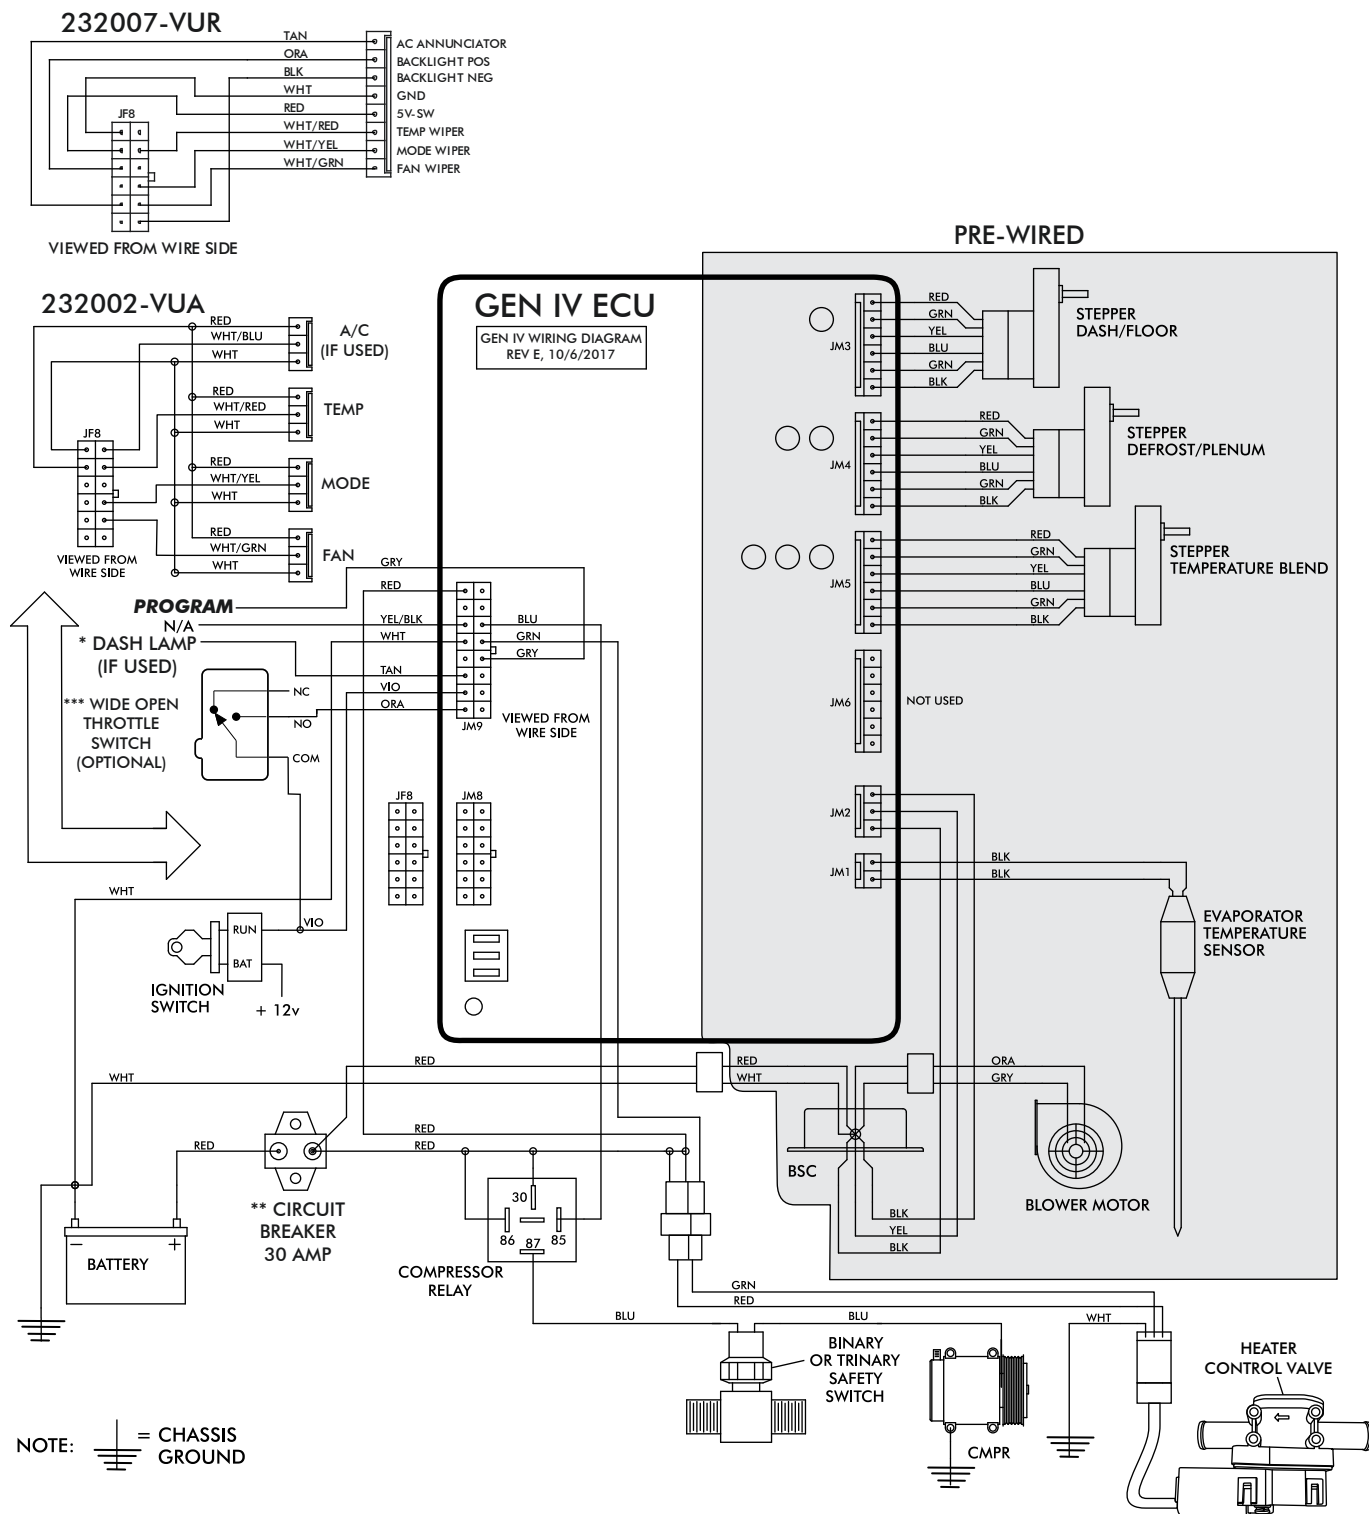 232007-VUR
TAN
ORA
BLK
WHT
RED
WHT/RED
WHT/YEL
WHT/GRN
AC ANNUNCIATOR
BACKLIGHT POS
BACKLIGHT NEG
GND
5V-SW
TEMP WIPER
MODE WIPER
FAN WIPER
JF8
VIEWED FROM WIRE SIDE
232002-VUA
RED
WHT/BLU
WHT
A/C
(IF USED)
RED
WHT/RED
WHT
TEMP
JF8
RED
WHT/YEL
WHT
MODE
RED
WHT/GRN
WHT
FAN
VIEWED FROM
WIRE SIDE
GEN IV ECU
GEN IV WIRING DIAGRAM
REV E, 10/6/2017
PRE-WIRED
JM3
RED
GRN
YEL
BLU
GRN
BLK
STEPPER
DASH/FLOOR
JM4
RED
GRN
YEL
BLU
GRN
BLK
STEPPER
DEFROST/PLENUM
JM5
RED
GRN
YEL
BLU
GRN
BLK
STEPPER
TEMPERATURE BLEND
GRY
RED
PROGRAM
N/A
YEL/BLK
WHT
* DASH LAMP
(IF USED)
TAN
VIO
ORA
BLU
GRN
GRY
JM9
VIEWED FROM
WIRE SIDE
*** WIDE OPEN
THROTTLE
SWITCH
(OPTIONAL)
NC
NO
COM
JM6
NOT USED
JF8
JM8
JM2
JM1
BLK
BLK
EVAPORATOR
TEMPERATURE
SENSOR
WHT
RUN
BAT
VIO
IGNITION
SWITCH
+ 12v
RED
WHT
RED
WHT
ORA
GRY
BSC
BLOWER MOTOR
BLK
YEL
BLK
RED
RED
RED
** CIRCUIT
BREAKER
30 AMP
BATTERY
−
+
30
86
87
85
COMPRESSOR
RELAY
GRN
RED
BLU
BLU
WHT
BINARY
OR TRINARY
SAFETY
SWITCH
CMPR
HEATER
CONTROL VALVE
NOTE:
= CHASSIS
GROUND